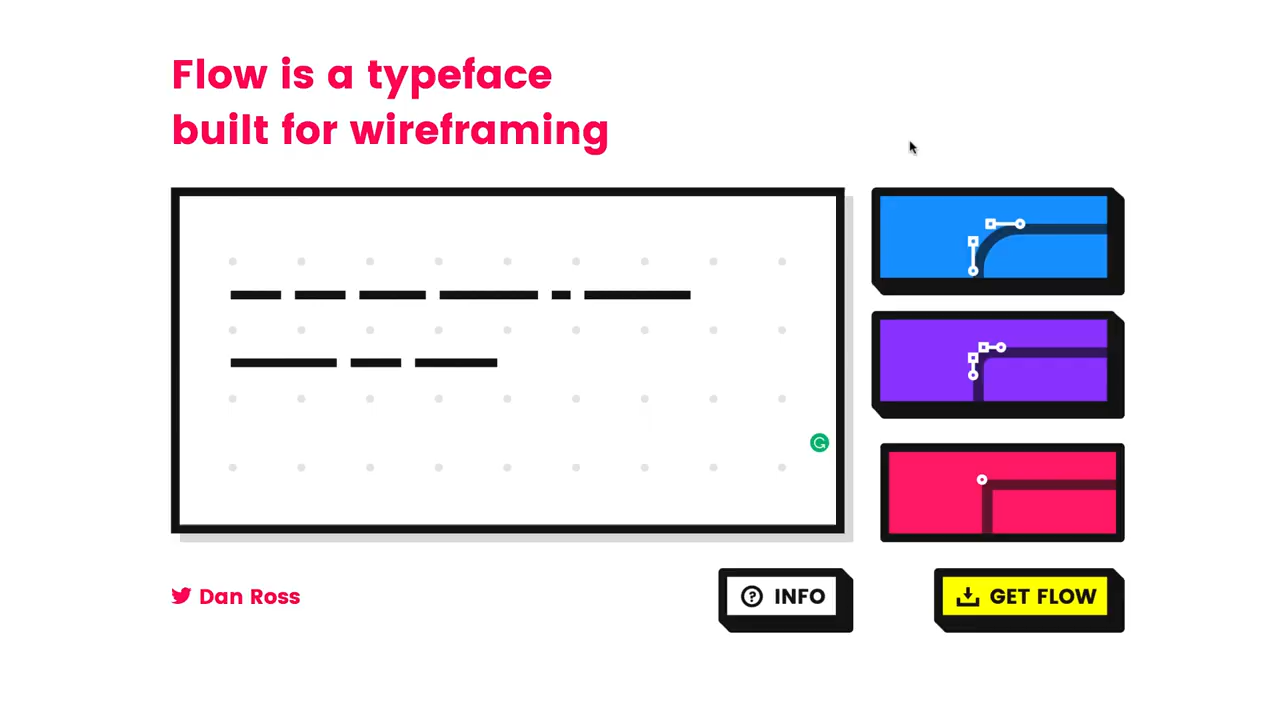 Flow is a typeface
built for wireframing
Dan Ross
INFO
GET FLOW